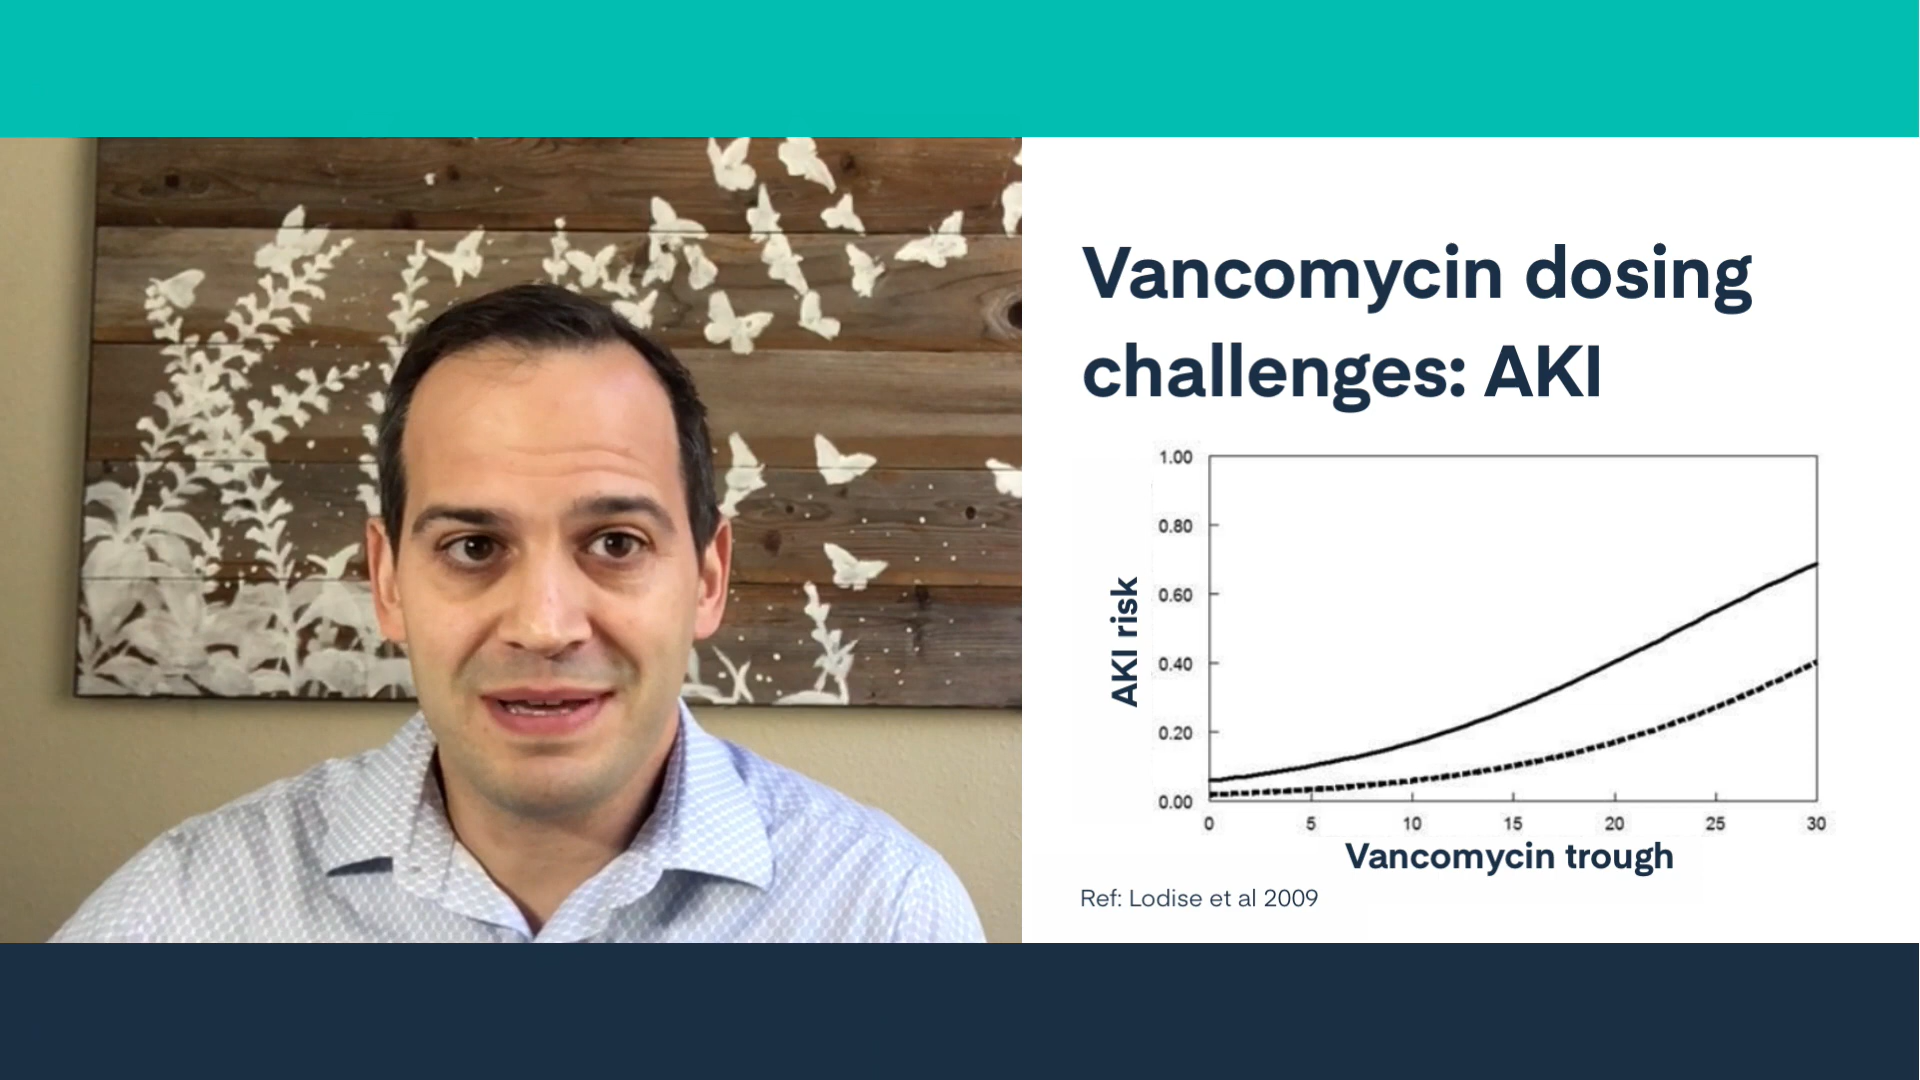 Vancomycin dosing
challenges: AKI
1.00
0.80
0.60
0.40
0.20
0.00
AKI risk
0 5 10 15 20 25 30
Vancomycin trough
Ref: Lodise et al 2009